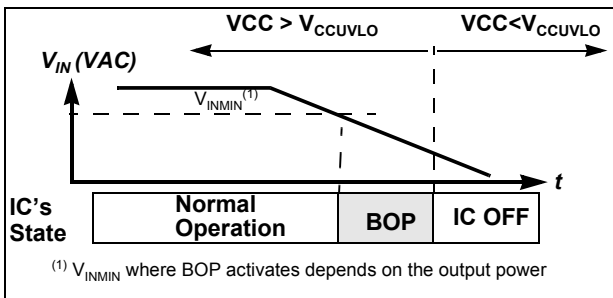 VCC > VCCUVLO VCC<VCCUVLO
VIN (VAC)
VINMIN(1)
t
IC's State
Normal Operation
BOP
IC OFF
(1) VINMIN where BOP activates depends on the output power